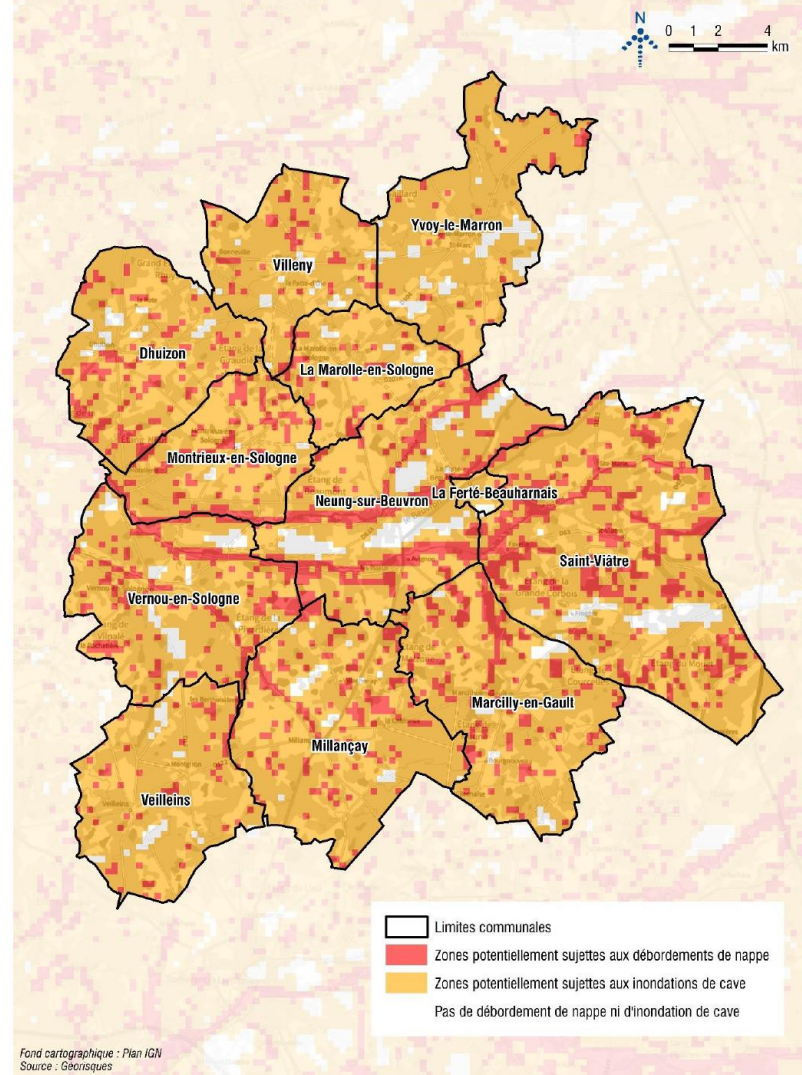 N
0 1 2 4
km
Yvoy-le-Marron
Villeny
Dhuizon
La Marolle-en-Sologne
Montrieux-en-Sologne
Neung-sur-Beuvron
La Ferté-Beauharnais
Saint-Viâtre
Vernou-en-Sologne
Marcilly-en-Gault
Millançay
Veilleins
Limites communales
Zones potentiellement sujettes aux débordements de nappe
Zones potentiellement sujettes aux inondations de cave
Pas de débordement de nappe ni d'inondation de cave
Fond cartographique : Plan IGN
Source : Géorisques